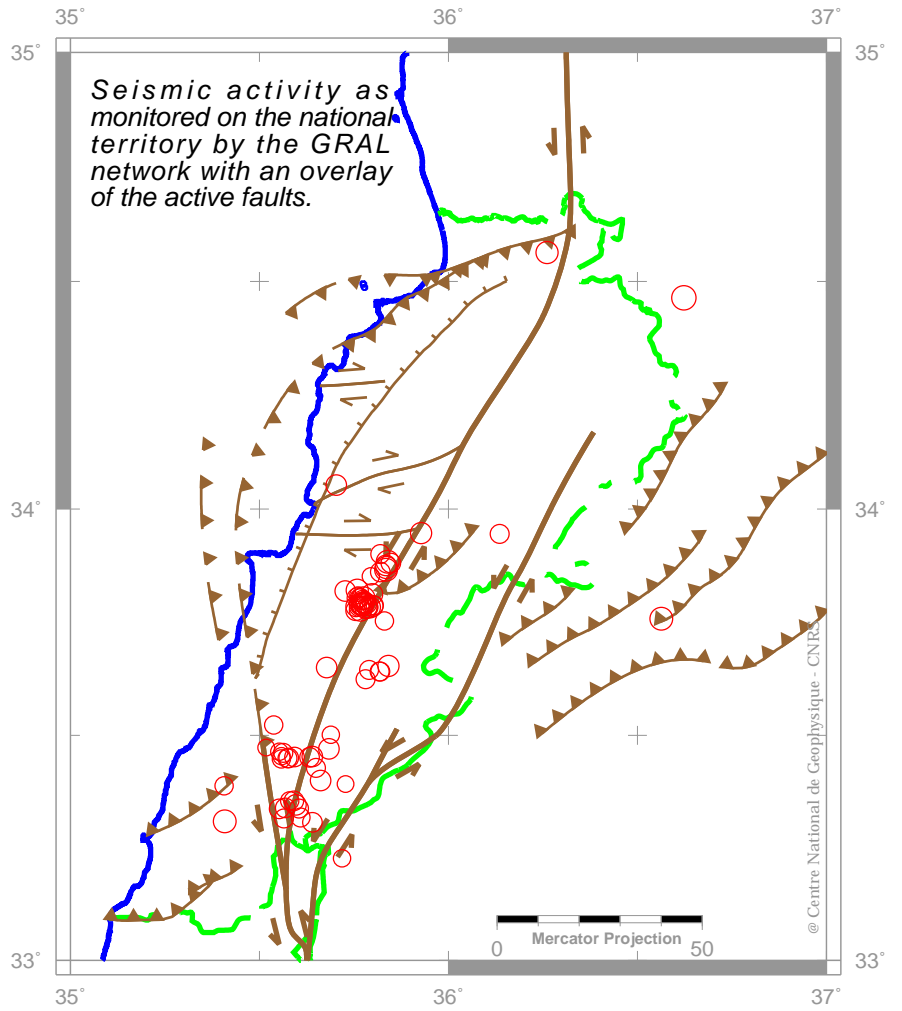 35°
36°
37°
35°
35°
Seismic activity as
monitored on the national
territory by the GRAL
network with an overlay
of the active faults.
34°
34°
@ Centre National de Geophysique - CNRS
Mercator Projection
0
50
33°
33°
35°
36°
37°